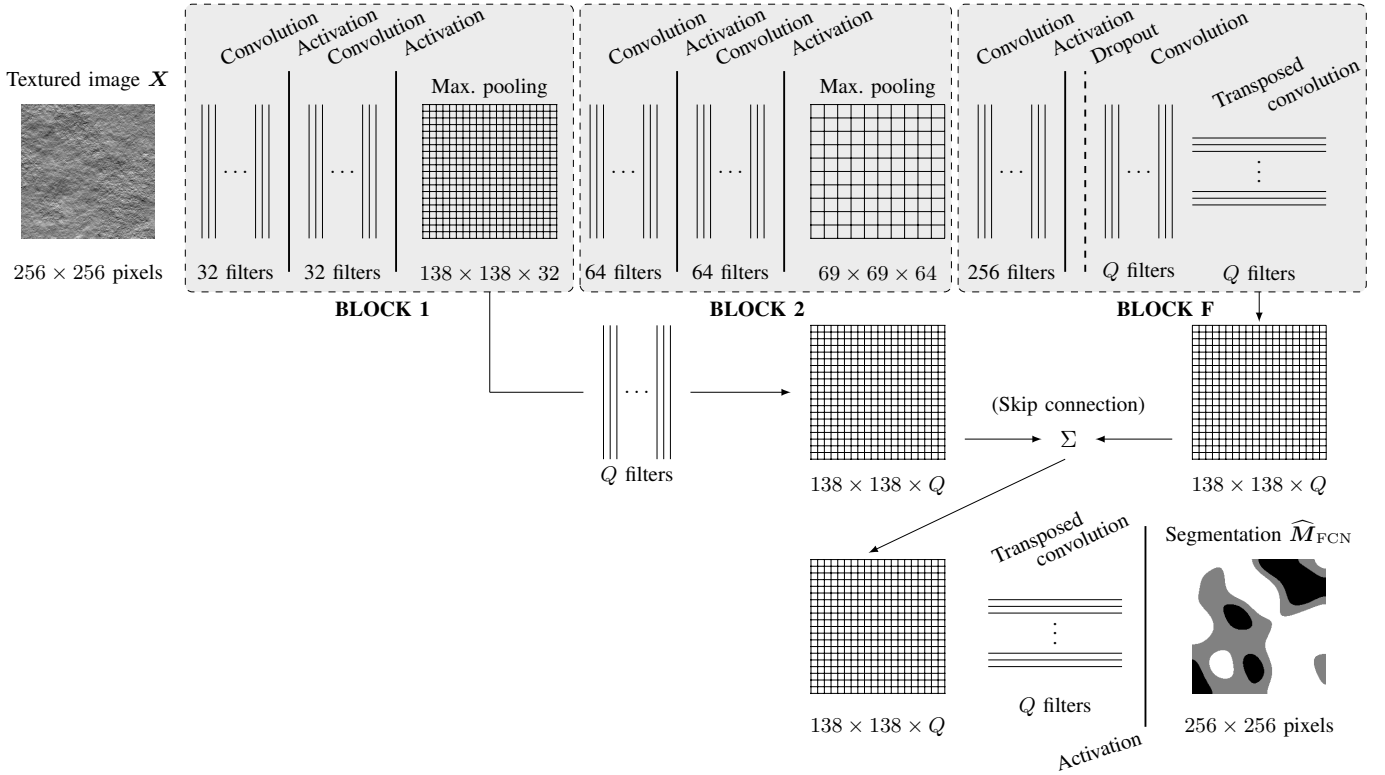 Textured image X
256 × 256 pixels
Convolution
Activation
Convolution
Activation
Max. pooling
32 filters
32 filters
138 × 138 × 32
BLOCK 1
Convolution
Activation
Convolution
Activation
Max. pooling
64 filters
64 filters
69 × 69 × 64
BLOCK 2
Convolution
Activation
Dropout
Convolution
Transposed
convolution
256 filters
Q filters
Q filters
BLOCK F
Q filters
138 × 138 × Q
(Skip connection)
Σ
138 × 138 × Q
138 × 138 × Q
Transposed
convolution
Q filters
Activation
Segmentation M̂FCN
256 × 256 pixels